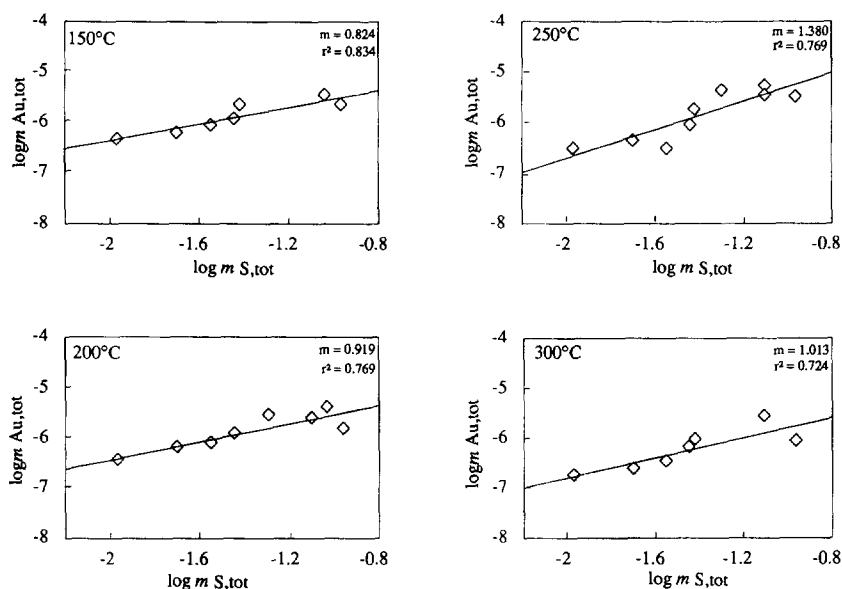 150°C
m = 0.824
r² = 0.834
-4
-5
-6
-7
-8
logm Au,tot
-2
-1.6
-1.2
-0.8
log m S,tot
250°C
m = 1.380
r² = 0.769
-4
-5
-6
-7
-8
logm Au,tot
-2
-1.6
-1.2
-0.8
log m S,tot
200°C
m = 0.919
r² = 0.769
-4
-5
-6
-7
-8
logm Au,tot
-2
-1.6
-1.2
-0.8
log m S,tot
300°C
m = 1.013
r² = 0.724
-4
-5
-6
-7
-8
logm Au,tot
-2
-1.6
-1.2
-0.8
log m S,tot